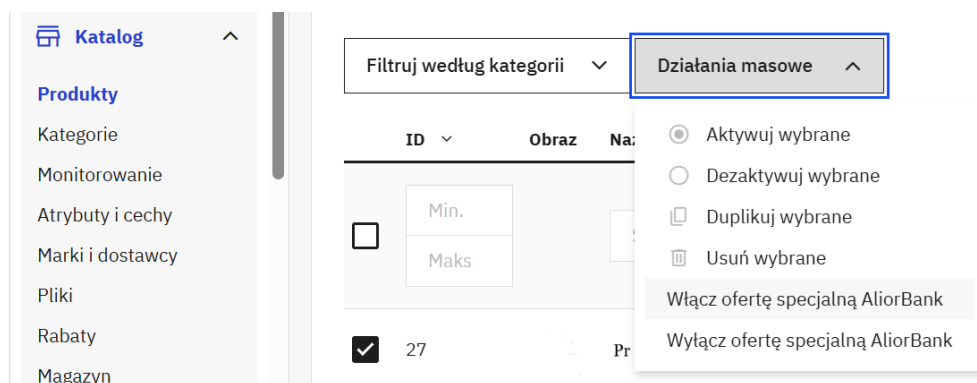 Katalog
Produkty
Kategorie
Monitorowanie
Atrybuty i cechy
Marki i dostawcy
Pliki
Rabaty
Magazyn
Filtruj według kategorii
Działania masowe
Aktywuj wybrane
Dezaktywuj wybrane
Duplikuj wybrane
Usuń wybrane
Włącz ofertę specjalną AliorBank
Wyłącz ofertę specjalną AliorBank
ID Obraz
Min.
Maks
27 Pr